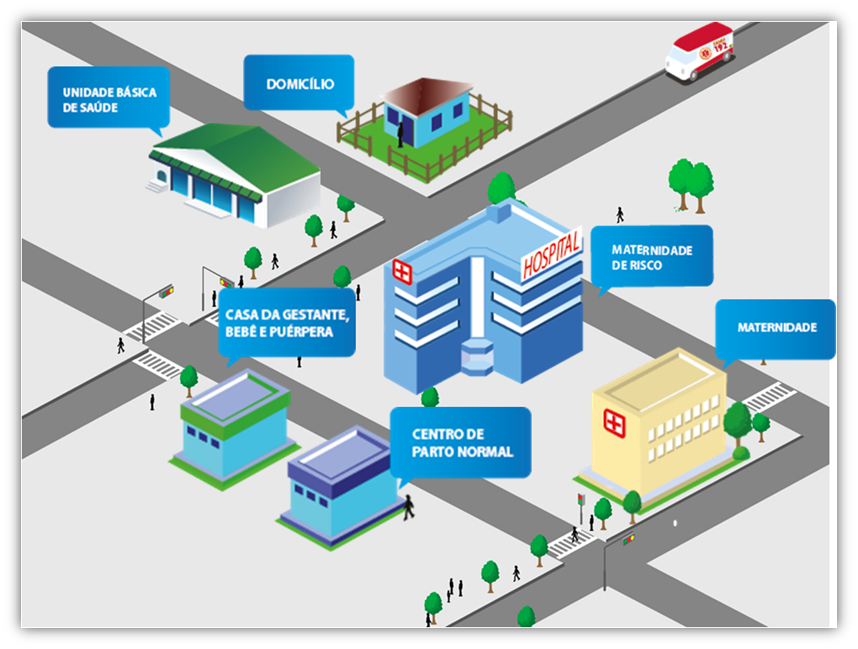 UNIDADE BÁSICA
DE SAÚDE
DOMICÍLIO
192
HOSPITAL
MATERNIDADE
DE RISCO
CASA DA GESTANTE,
BEBÊ E PUÉRPERA
MATERNIDADE
CENTRO DE
PARTO NORMAL